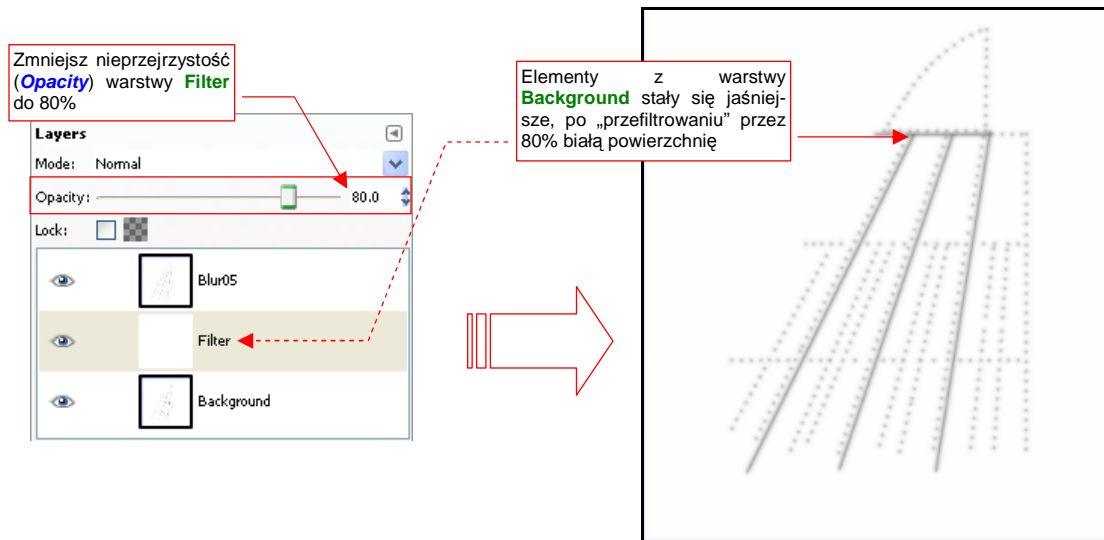 Zmniejsz nieprzejrzystość
(Opacity) warstwy Filter
do 80%
Elementy z warstwy
Background stały się jaśniej-
sze, po „przefiltrowaniu” przez
80% białą powierzchnię
Layers
Mode: Normal
Opacity: 80.0
Lock:
Blur05
Filter
Background